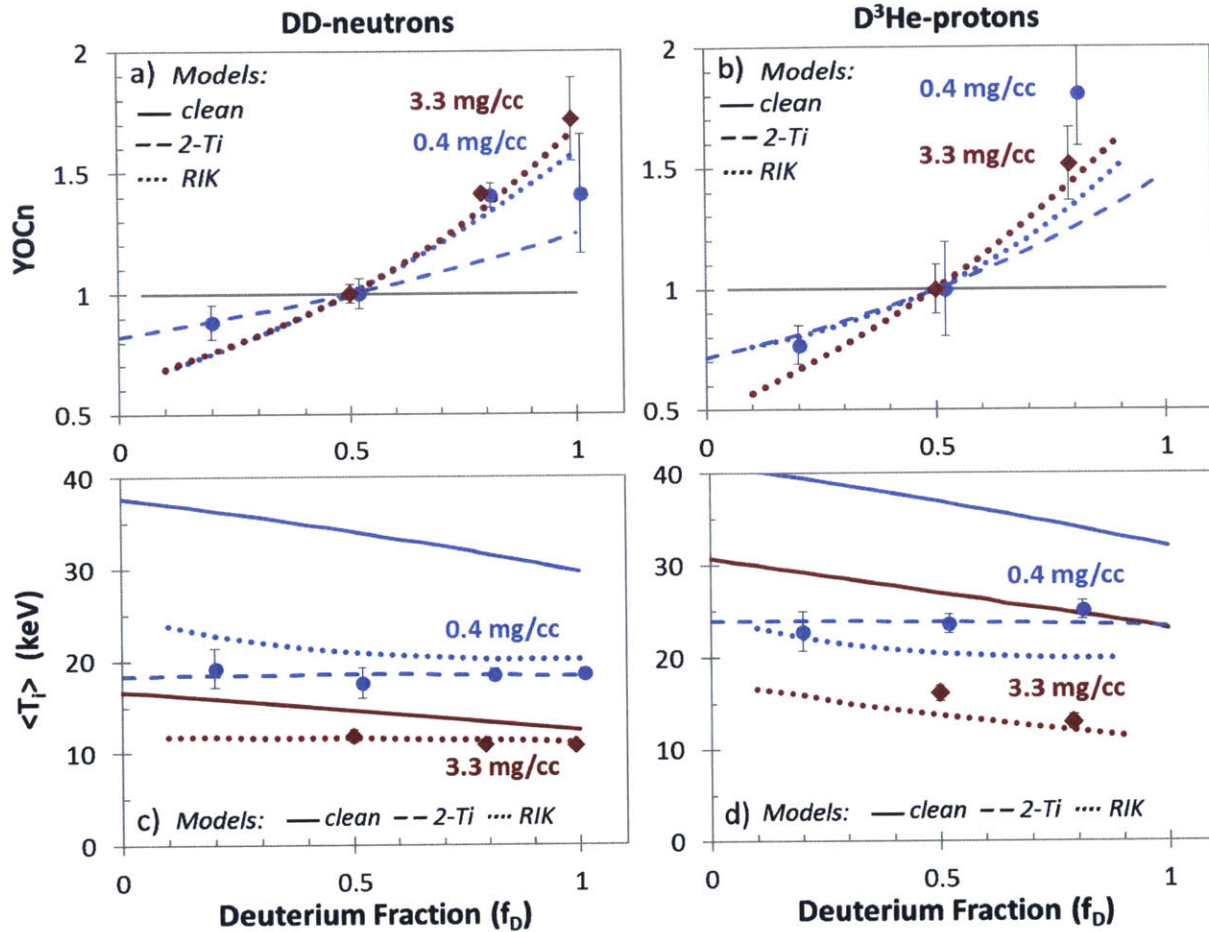 DD-neutrons
D³He-protons
a) Models:
clean
2-Ti
RIK
3.3 mg/cc
0.4 mg/cc
YOCn
2
1.5
1
0.5
0
0.5
1
b) Models:
clean
2-Ti
RIK
0.4 mg/cc
3.3 mg/cc
2
1.5
1
0.5
0
0.5
1
<Tᵢ> (keV)
40
30
20
10
0
0.4 mg/cc
3.3 mg/cc
c) Models: clean 2-Ti RIK
0
0.5
1
Deuterium Fraction (f_D)
40
30
20
10
0
0.4 mg/cc
3.3 mg/cc
d) Models: clean 2-Ti RIK
0
0.5
1
Deuterium Fraction (f_D)